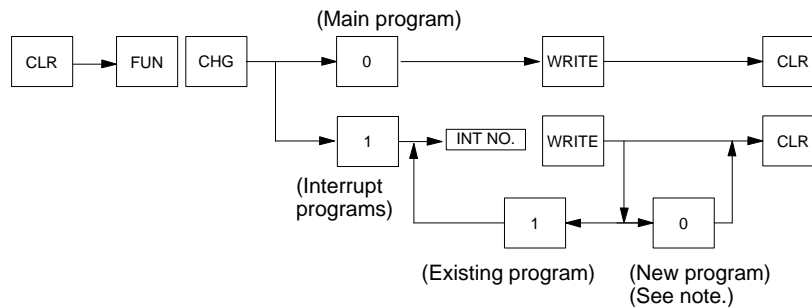 (Main program)
CLR FUN CHG 0 WRITE CLR
1 INT NO. WRITE CLR
(Interrupt
programs)
1 0
(Existing program) (New program)
(See note.)